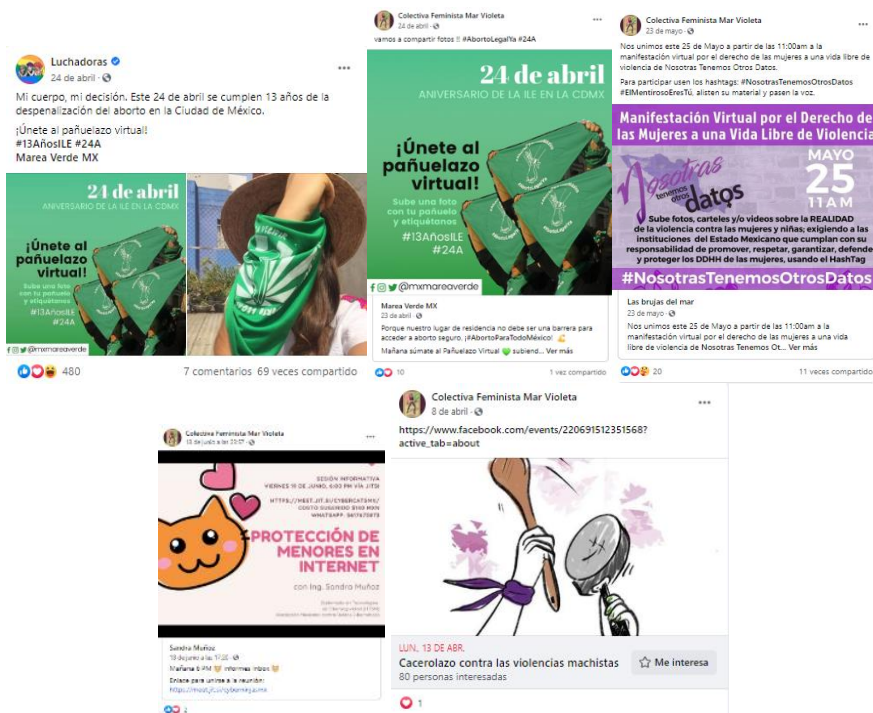 Luchadoras
24 de abril
Mi cuerpo, mi decisión. Este 24 de abril se cumplen 13 años de la
despenalización del aborto en la Ciudad de México.
¡Únete al pañuelazo virtual!
#13AñosILE #24A
Marea Verde MX
24 de abril
ANIVERSARIO DE LA ILE EN LA CDMX
¡Únete al
pañuelazo
virtual!
Sube una foto
con tu pañuelo
y etiquétanos
#13AñosILE
#24A
@mxmareaverde
480
7 comentarios 69 veces compartido
Colectiva Feminista Mar Violeta
24 de abril
vamos a compartir fotos !! #AbortoLegalYa #24A
24 de abril
ANIVERSARIO DE LA ILE EN LA CDMX
¡Únete al
pañuelazo
virtual!
Sube una foto
con tu pañuelo
y etiquétanos
#13AñosILE
#24A
@mxmareaverde
Marea Verde MX
23 de abril
Porque nuestro lugar de residencia no debe ser una barrera para
acceder a aborto seguro, ¡#AbortoParaTodoMéxico!
Mañana súmate al Pañuelazo Virtual subiend... Ver más
10
1 vez compartido
Colectiva Feminista Mar Violeta
23 de mayo
Nos unimos este 25 de Mayo a partir de las 11:00am a la
manifestación virtual por el derecho de las mujeres a una vida libre de
violencia de Nosotras Tenemos Otros Datos.
Para participar usen los hashtags: #NosotrasTenemosOtrosDatos
#ElMentirosoEresTú, alisten su material y pasen la voz.
Manifestación Virtual por el Derecho de
las Mujeres a una Vida Libre de Violencia
Nosotras
tenemos
otros
datos
MAYO
25
11AM
Sube fotos, carteles y/o videos sobre la REALIDAD
de la violencia contra las mujeres y niñas; exigiendo a las
instituciones del Estado Mexicano que cumplan con su
responsabilidad de promover, respetar, garantizar, defende
y proteger los DDHH de las mujeres, usando el HashTag
#NosotrasTenemosOtrosDatos
Las brujas del mar
23 de mayo
Nos unimos este 25 de Mayo a partir de las 11:00am a la
manifestación virtual por el derecho de las mujeres a una vida
libre de violencia de Nosotras Tenemos Ot... Ver más
20
11 veces compartido
Colectiva Feminista Mar Violeta
SESIÓN INFORMATIVA
VIERNES 19 DE JUNIO, 6:00 PM VÍA JITSI
PROTECCIÓN DE
MENORES EN
INTERNET
con Ing. Sandra Muñoz
Sandra Muñoz
Mañana 6 PM informes inbox
Enlace para unirse a la reunión:
2
Colectiva Feminista Mar Violeta
8 de abril
https://www.facebook.com/events/220691512351568?
active_tab=about
LUN, 13 DE ABR.
Cacerolazo contra las violencias machistas
80 personas interesadas
Me interesa
1